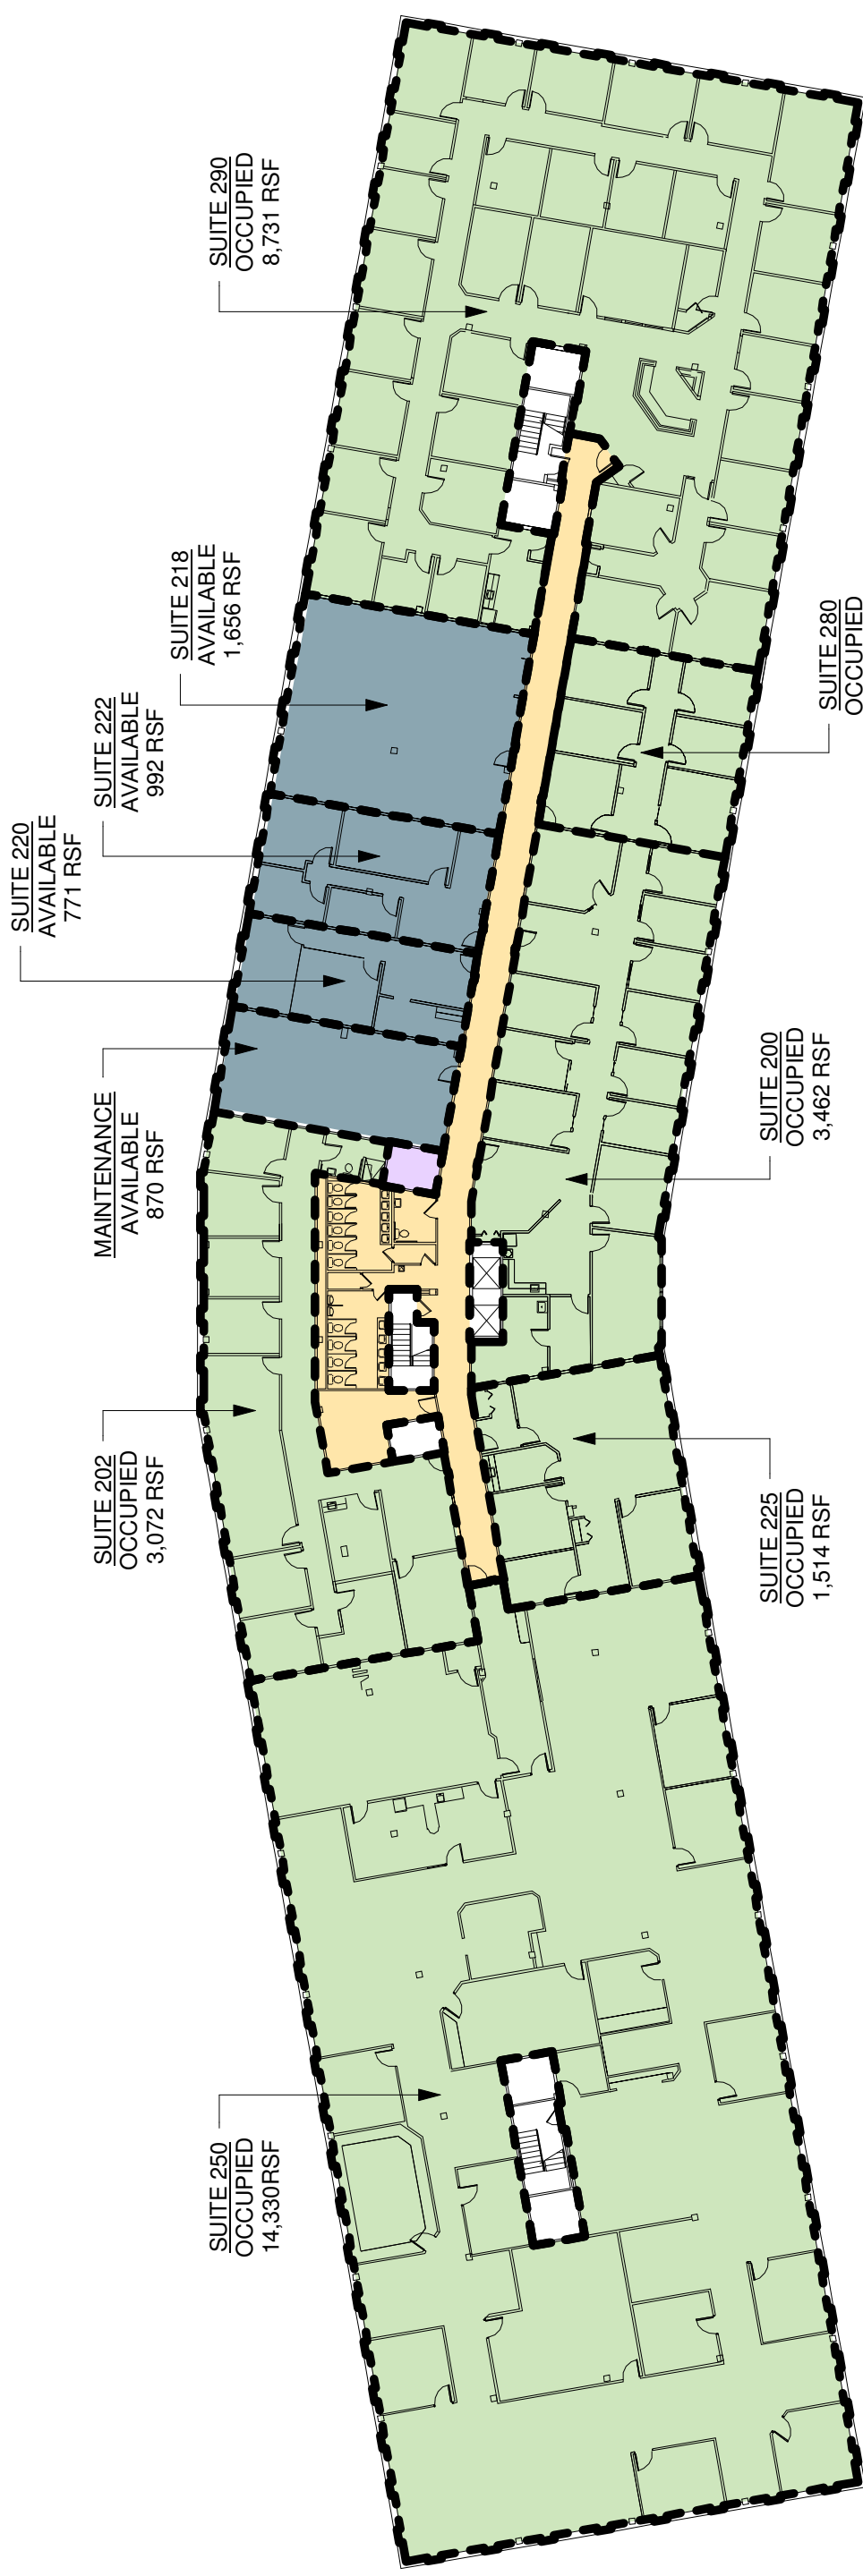 SUITE 220
AVAILABLE
771 RSF
SUITE 222
AVAILABLE
992 RSF
SUITE 218
AVAILABLE
1,656 RSF
SUITE 290
OCCUPIED
8,731 RSF
MAINTENANCE
AVAILABLE
870 RSF
SUITE 202
OCCUPIED
3,072 RSF
SUITE 250
OCCUPIED
14,330RSF
SUITE 225
OCCUPIED
1,514 RSF
SUITE 200
OCCUPIED
3,462 RSF
SUITE 280
OCCUPIED